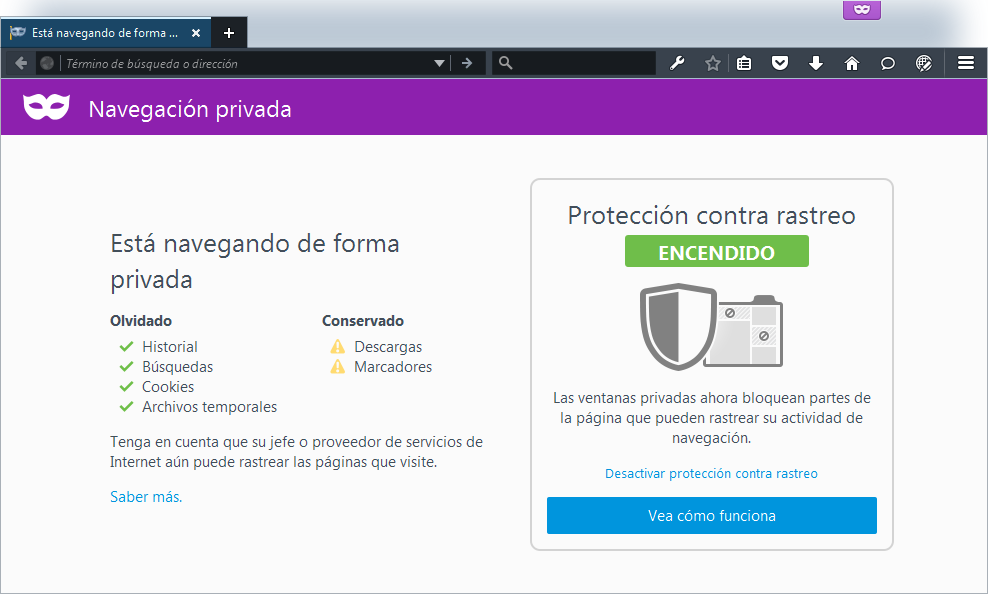 Está navegando de forma ...
Término de búsqueda o dirección
Navegación privada
Está navegando de forma
privada
Olvidado
Historial
Búsquedas
Cookies
Archivos temporales
Conservado
Descargas
Marcadores
Tenga en cuenta que su jefe o proveedor de servicios de
Internet aún puede rastrear las páginas que visite.
Saber más.
Protección contra rastreo
ENCENDIDO
Las ventanas privadas ahora bloquean partes de
la página que pueden rastrear su actividad de
navegación.
Desactivar protección contra rastreo
Vea cómo funciona